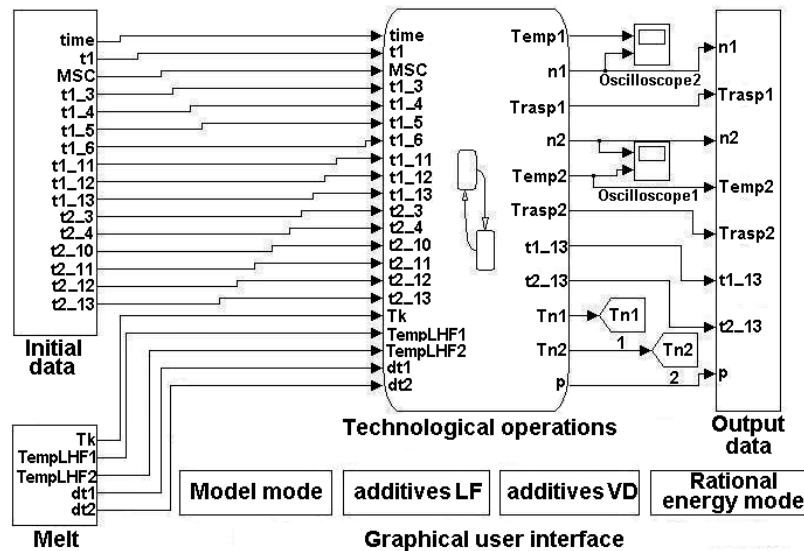 time
t1
MSC
t1_3
t1_4
t1_5
t1_6
t1_11
t1_12
t1_13
t2_3
t2_4
t2_10
t2_11
t2_12
t2_13
Initial
data
Tk
TempLHF1
TempLHF2
dt1
dt2
Melt
time
t1
MSC
t1_3
t1_4
t1_5
t1_6
t1_11
t1_12
t1_13
t2_3
t2_4
t2_10
t2_11
t2_12
t2_13
Tk
TempLHF1
TempLHF2
dt1
dt2
Temp1
n1
Trasp1
n2
Temp2
Trasp2
t1_13
t2_13
Tn1
Tn2
p
Technological operations
Oscilloscope2
Oscilloscope1
Tn1
1
Tn2
2
n1
Trasp1
n2
Temp2
Trasp2
t1_13
t2_13
p
Output
data
Model mode
additives LF
additives VD
Rational
energy mode
Graphical user interface